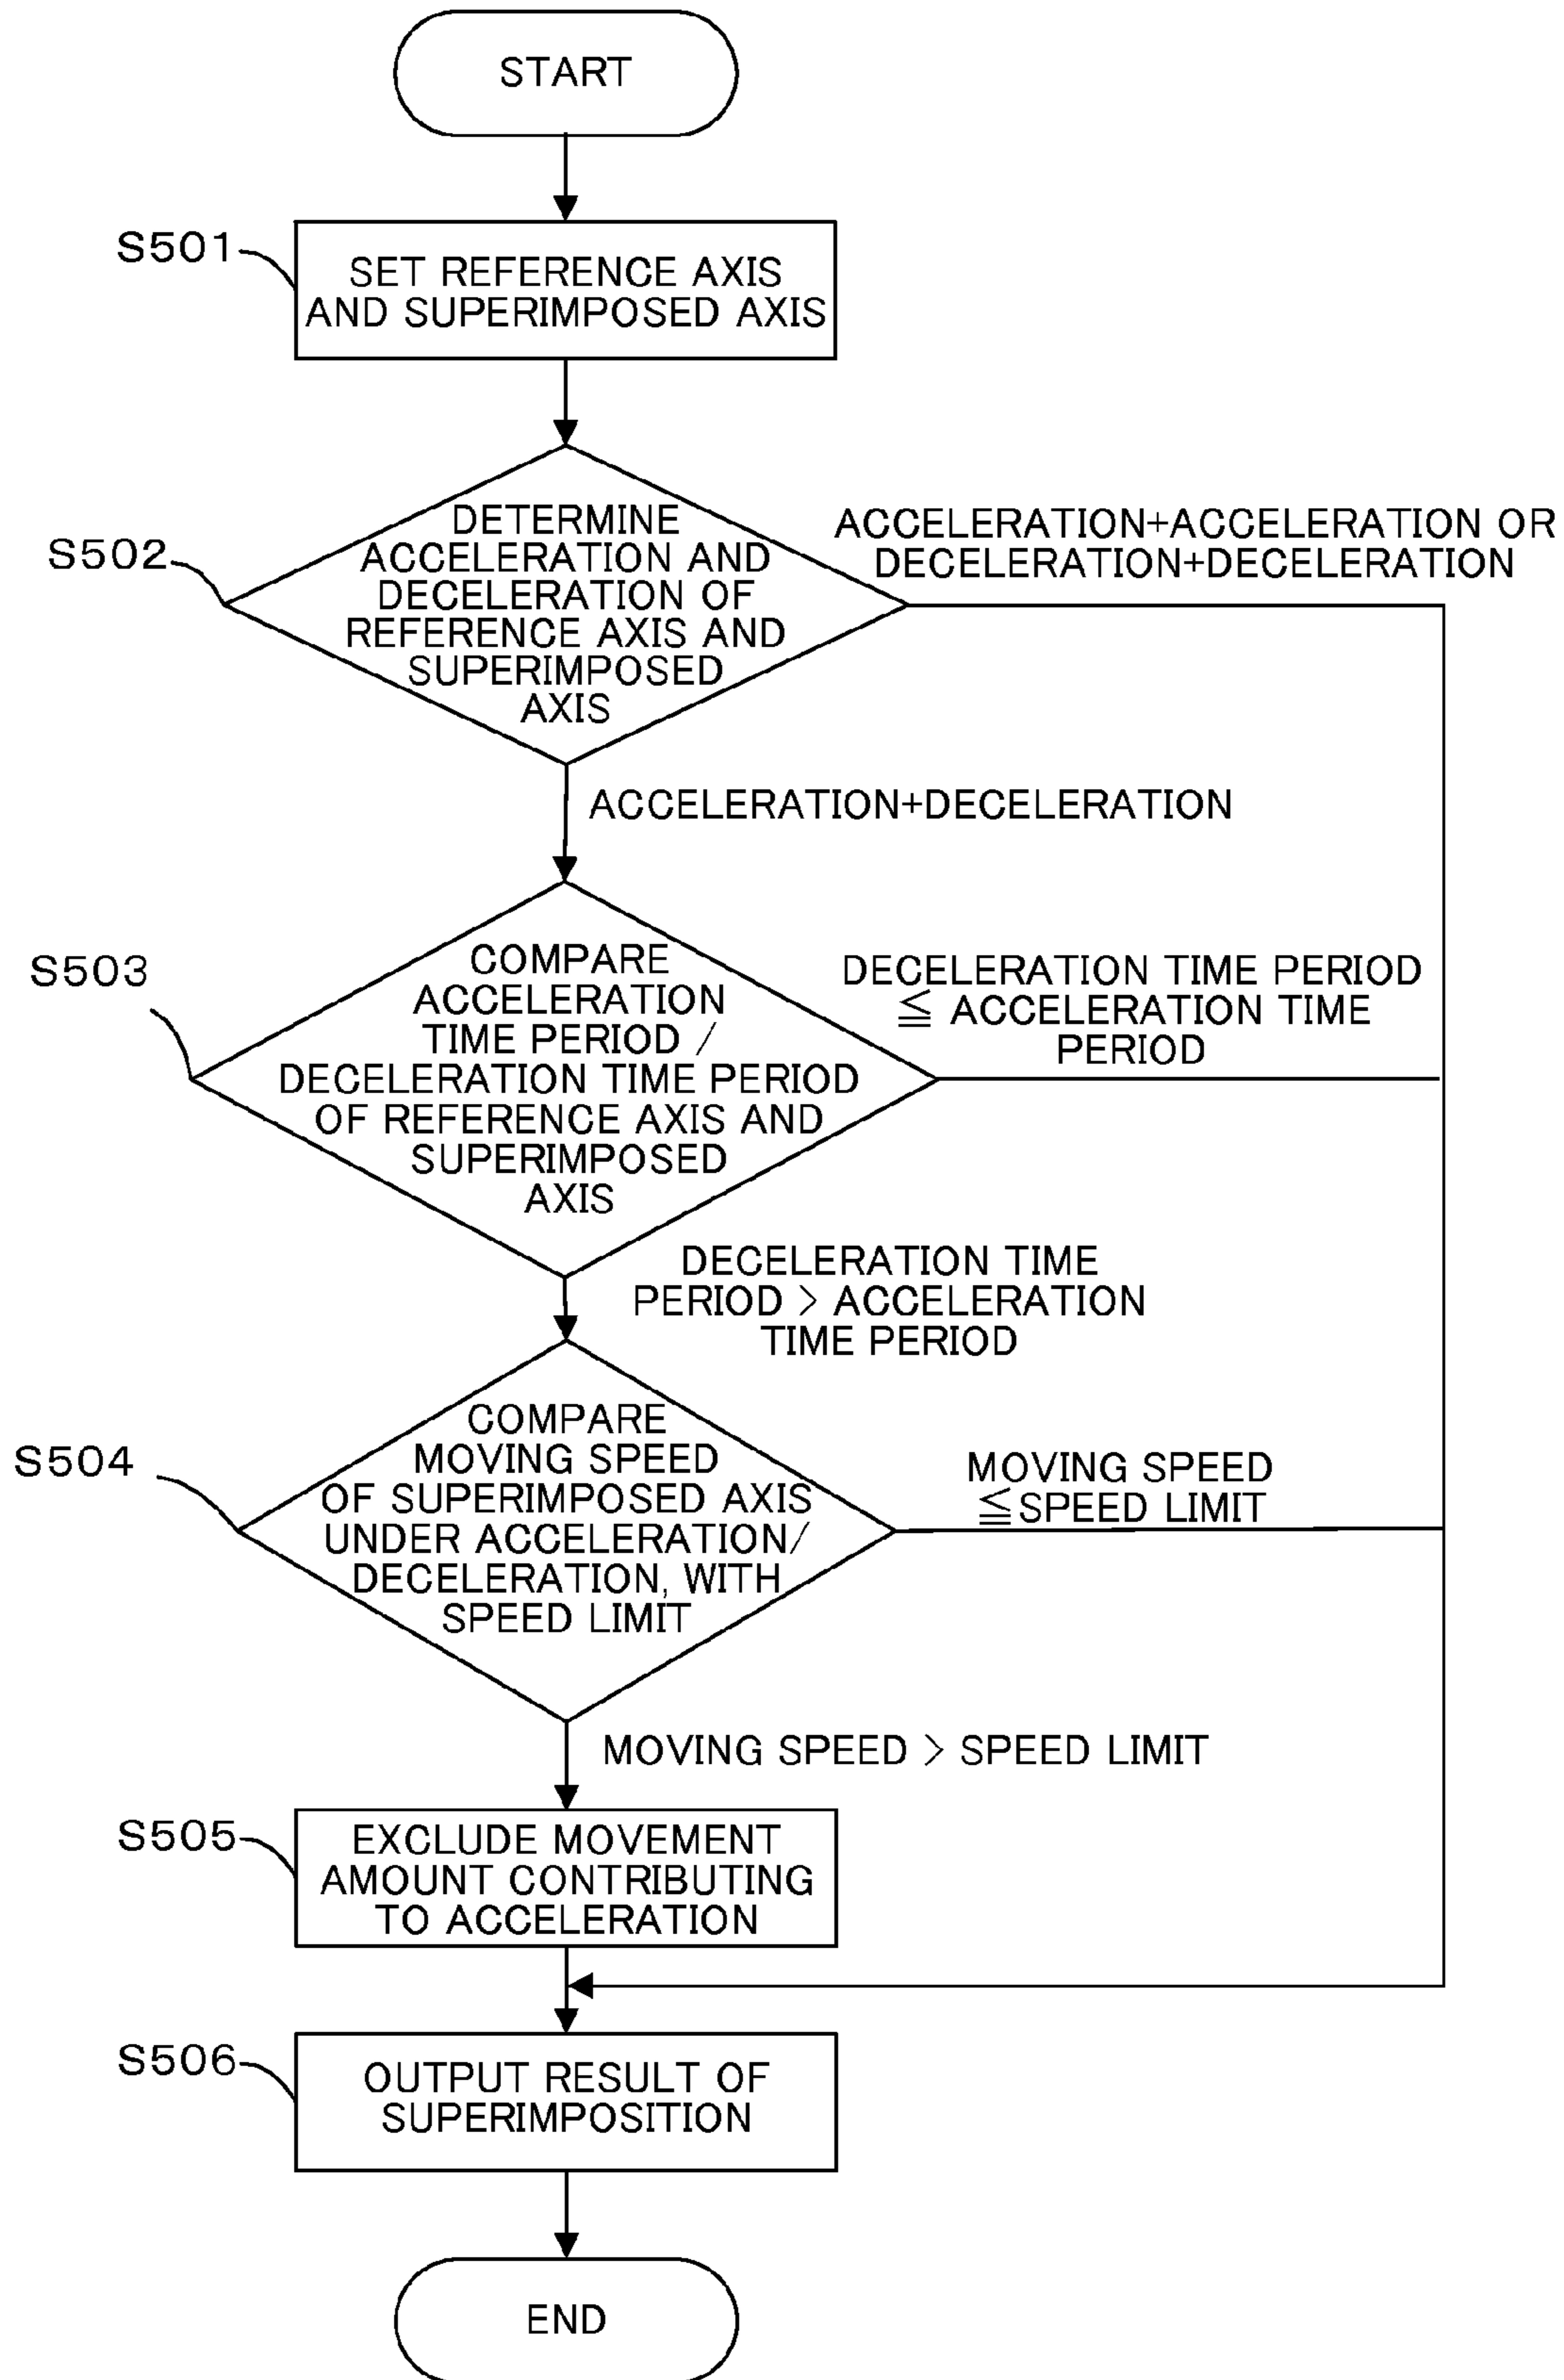 START
S501
SET REFERENCE AXIS
AND SUPERIMPOSED AXIS
S502
DETERMINE
ACCELERATION AND
DECELERATION OF
REFERENCE AXIS AND
SUPERIMPOSED
AXIS
ACCELERATION+ACCELERATION OR
DECELERATION+DECELERATION
ACCELERATION+DECELERATION
S503
COMPARE
ACCELERATION
TIME PERIOD /
DECELERATION TIME PERIOD
OF REFERENCE AXIS AND
SUPERIMPOSED
AXIS
DECELERATION TIME PERIOD
≦ ACCELERATION TIME
PERIOD
DECELERATION TIME
PERIOD > ACCELERATION
TIME PERIOD
S504
COMPARE
MOVING SPEED
OF SUPERIMPOSED AXIS
UNDER ACCELERATION/
DECELERATION, WITH
SPEED LIMIT
MOVING SPEED
≦SPEED LIMIT
MOVING SPEED > SPEED LIMIT
S505
EXCLUDE MOVEMENT
AMOUNT CONTRIBUTING
TO ACCELERATION
S506
OUTPUT RESULT OF
SUPERIMPOSITION
END